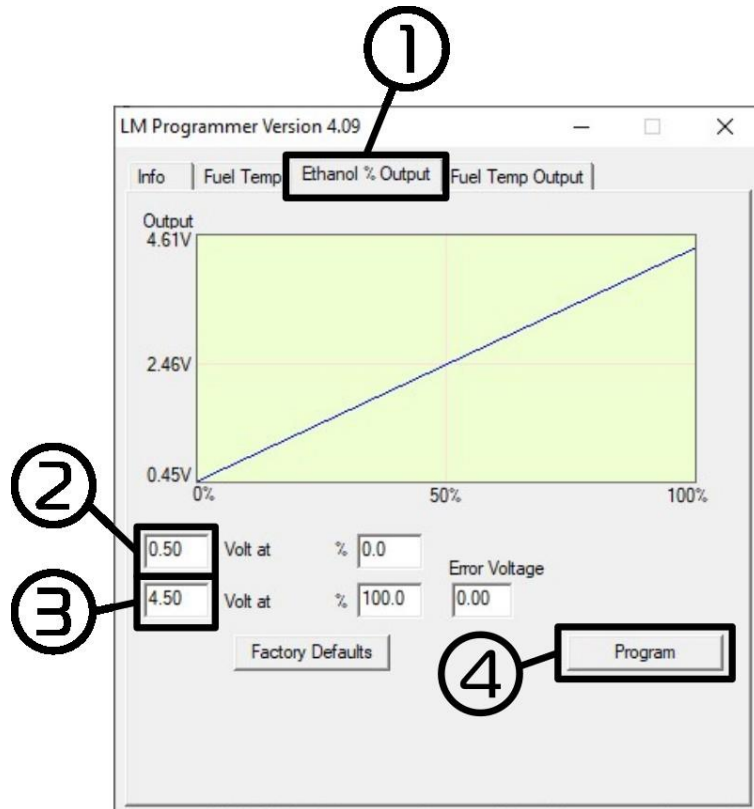 1
LM Programmer Version 4.09
Info Fuel Temp Ethanol % Output Fuel Temp Output
Output
4.61V
2.46V
0.45V
0% 50% 100%
2
0.50 Volt at % 0.0
Error Voltage
3
4.50 Volt at % 100.0 0.00
Factory Defaults
4
Program